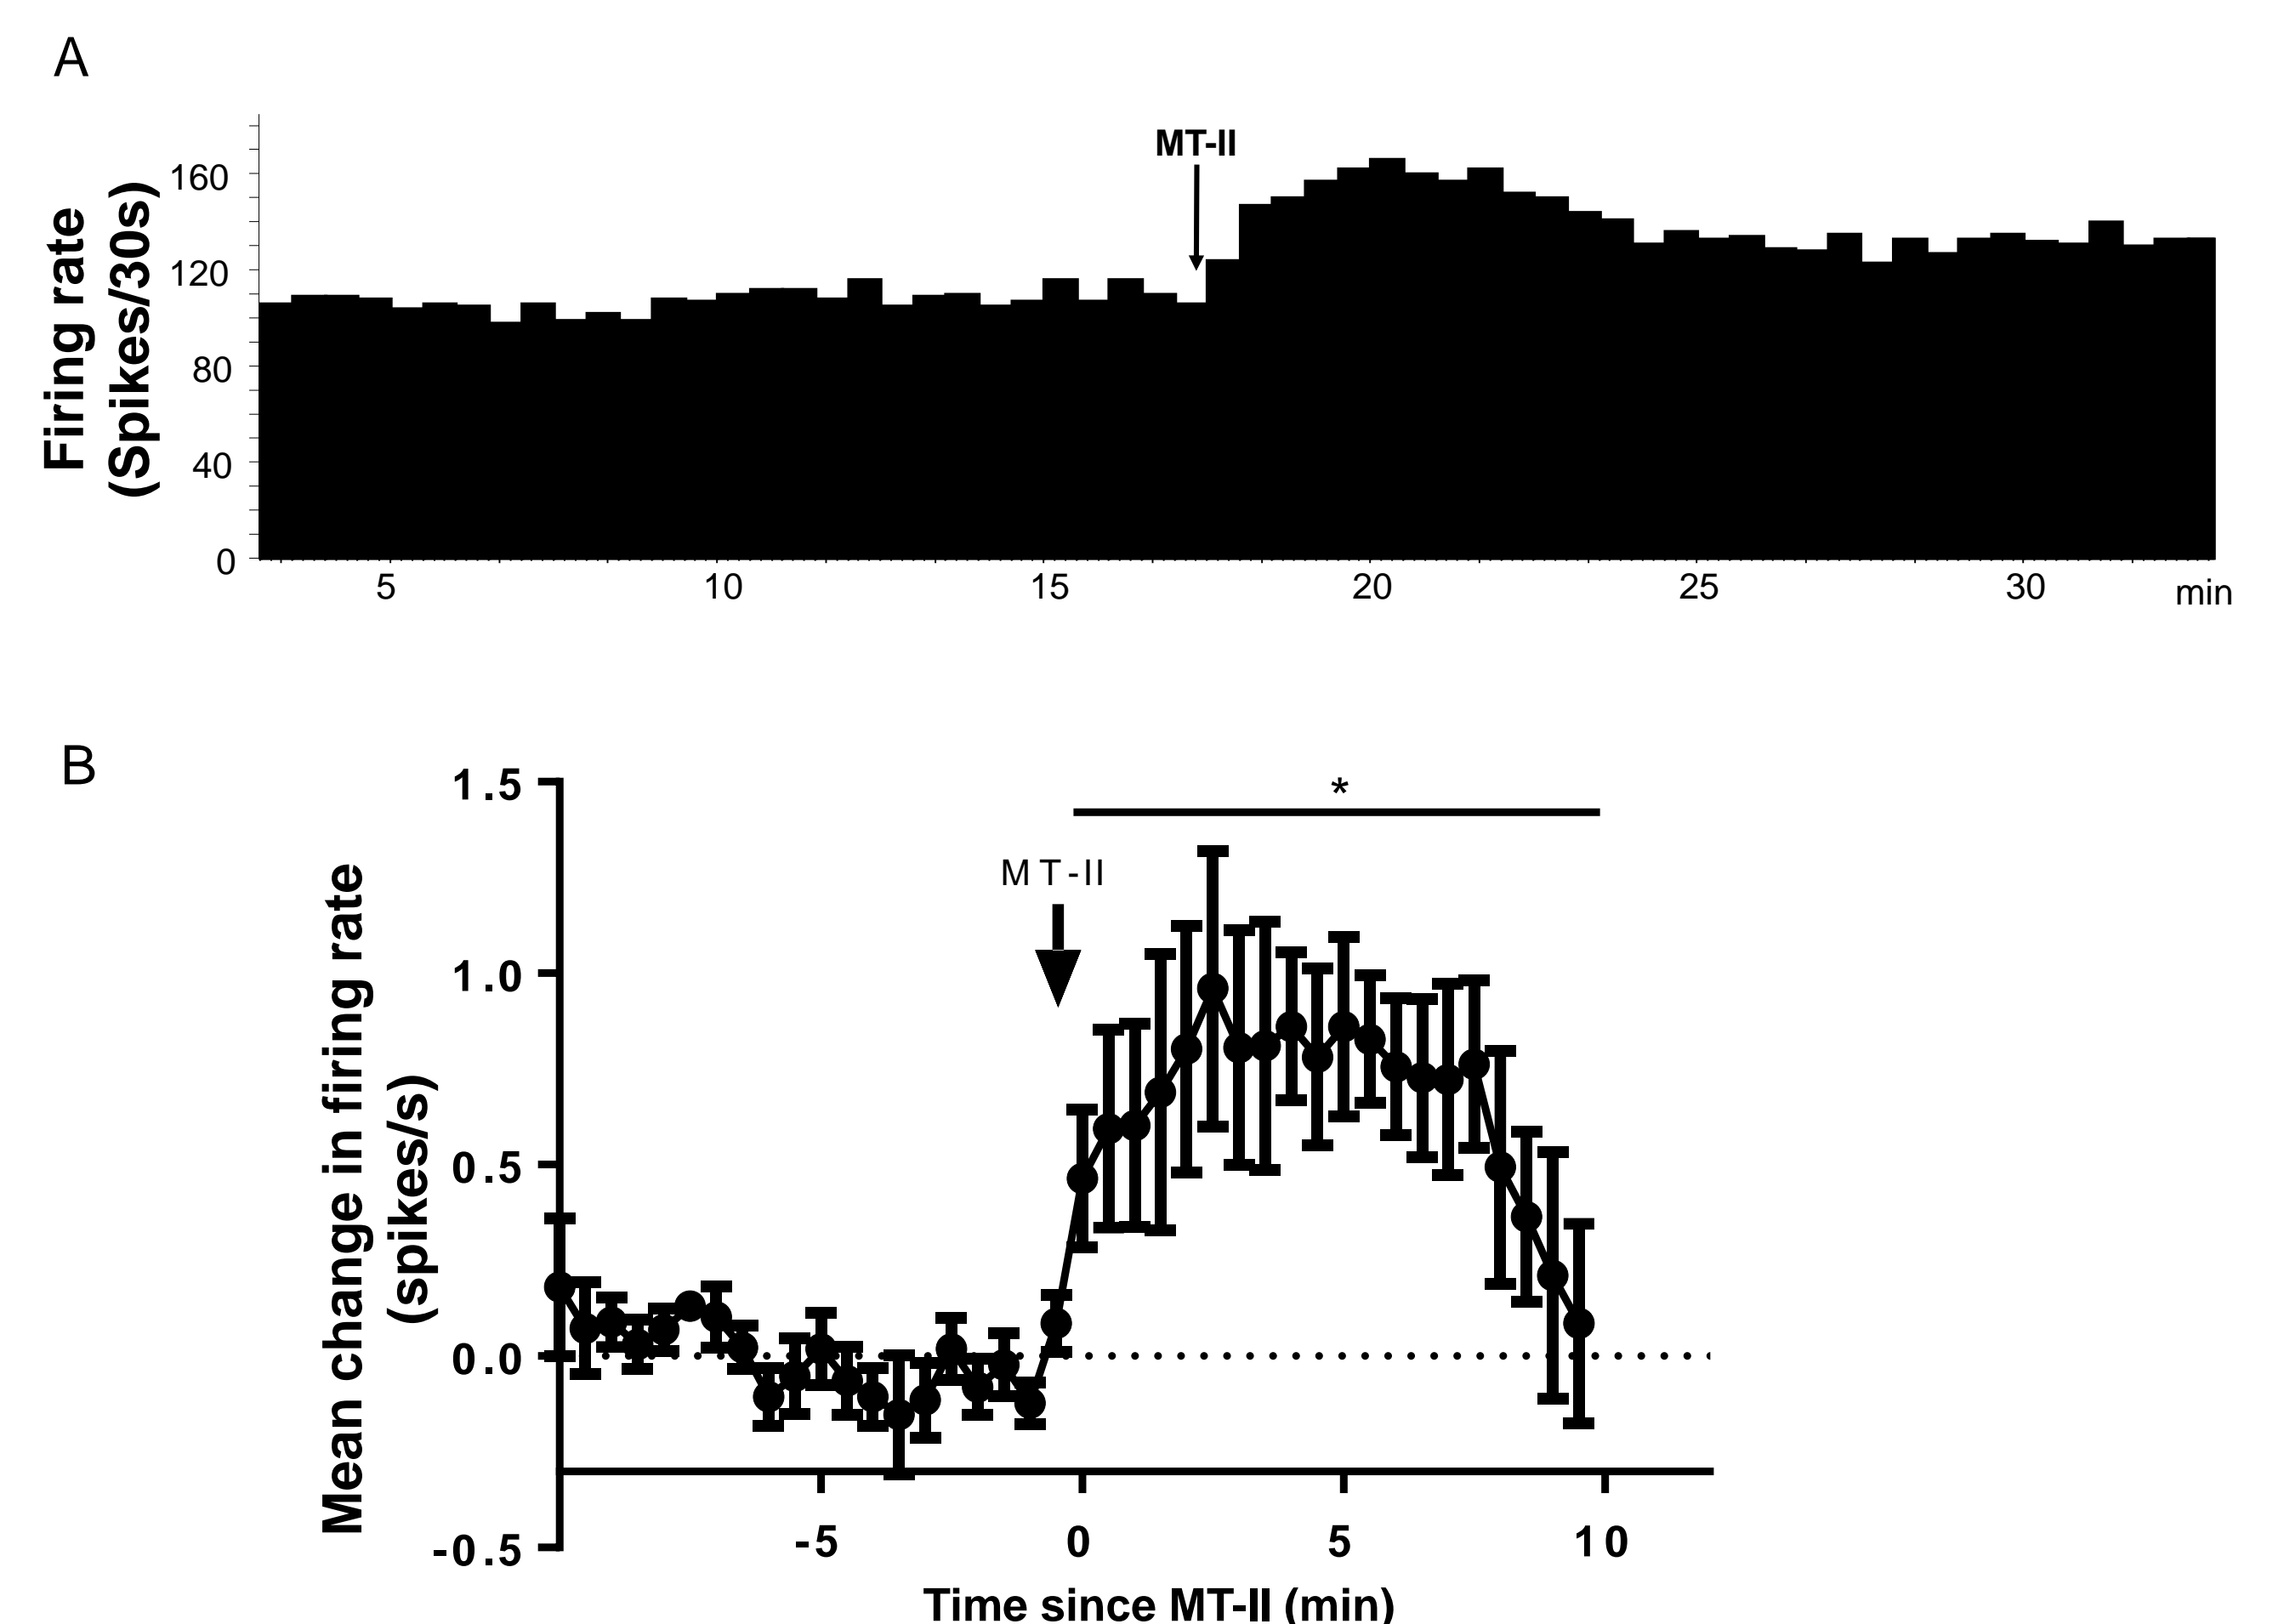 A
Firing rate
(Spikes/30s)
160
120
80
40
0
MT-II
5 10 15 20 25 30 min
B
Mean change in firing rate
(spikes/s)
1.5
1.0
0.5
0.0
-0.5
*
MT-II
-5 0 5 10
Time since MT-II (min)